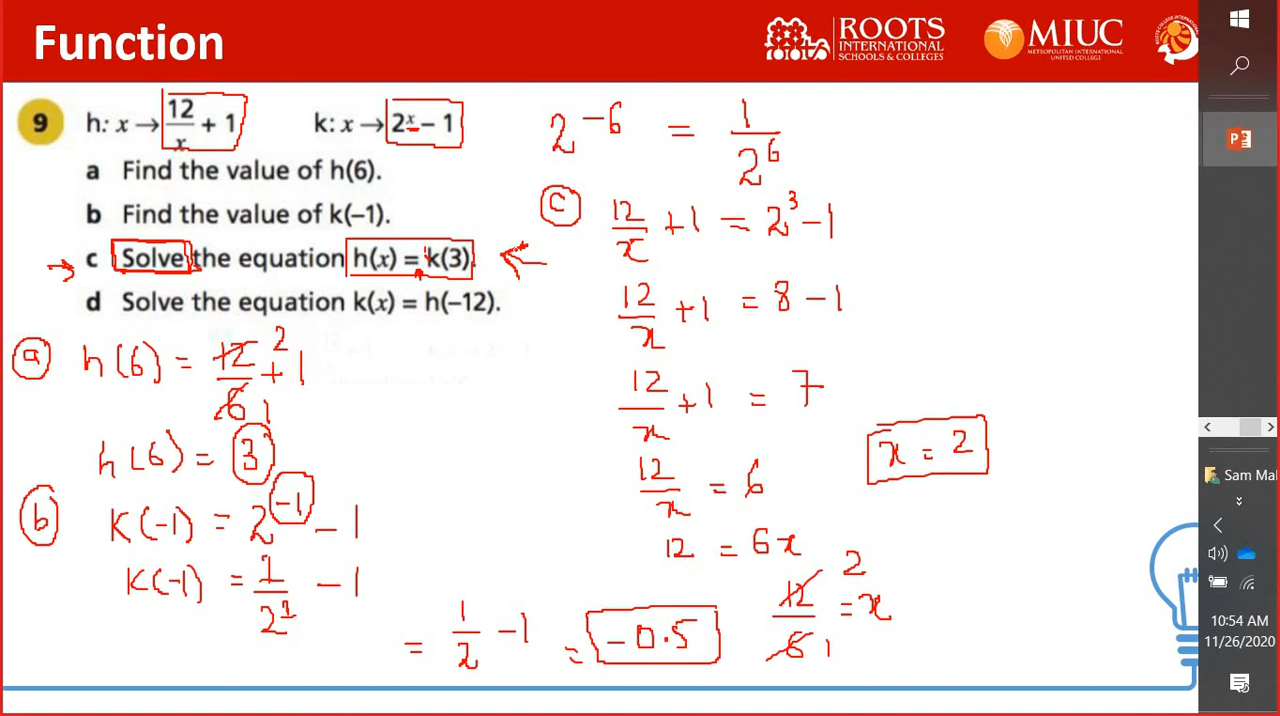 Function
ROOTS
INTERNATIONAL
SCHOOLS & COLLEGES
MIUC
METROPOLITAN INTERNATIONAL
UNITED COLLEGE
9 h: x → 12/x + 1 k: x → 2^x − 1
a Find the value of h(6).
b Find the value of k(−1).
c Solve the equation h(x) = k(3)
d Solve the equation k(x) = h(−12).
(a) h(6) = 12/6 + 1
2
1
h(6) = 3
(b) K(-1) = 2^-1 - 1
K(-1) = 1/2^1 - 1
= 1/2 - 1 = -0.5
2^-6 = 1/2^6
(c) 12/x + 1 = 2^3 - 1
12/x + 1 = 8 - 1
12/x + 1 = 7
12/x = 6
12 = 6x
12/6 = x
2
1
x = 2
Sam Mal
10:54 AM
11/26/2020